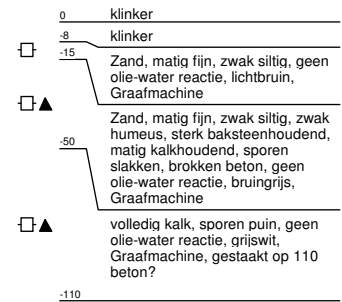 0 klinker
-8 klinker
-15
Zand, matig fijn, zwak siltig, geen
olie-water reactie, lichtbruin,
Graafmachine
Zand, matig fijn, zwak siltig, zwak
humeus, sterk baksteenhoudend,
-50 matig kalkhoudend, sporen
slakken, brokken beton, geen
olie-water reactie, bruingrijs,
Graafmachine
volledig kalk, sporen puin, geen
olie-water reactie, grijswit,
Graafmachine, gestaakt op 110
beton?
-110